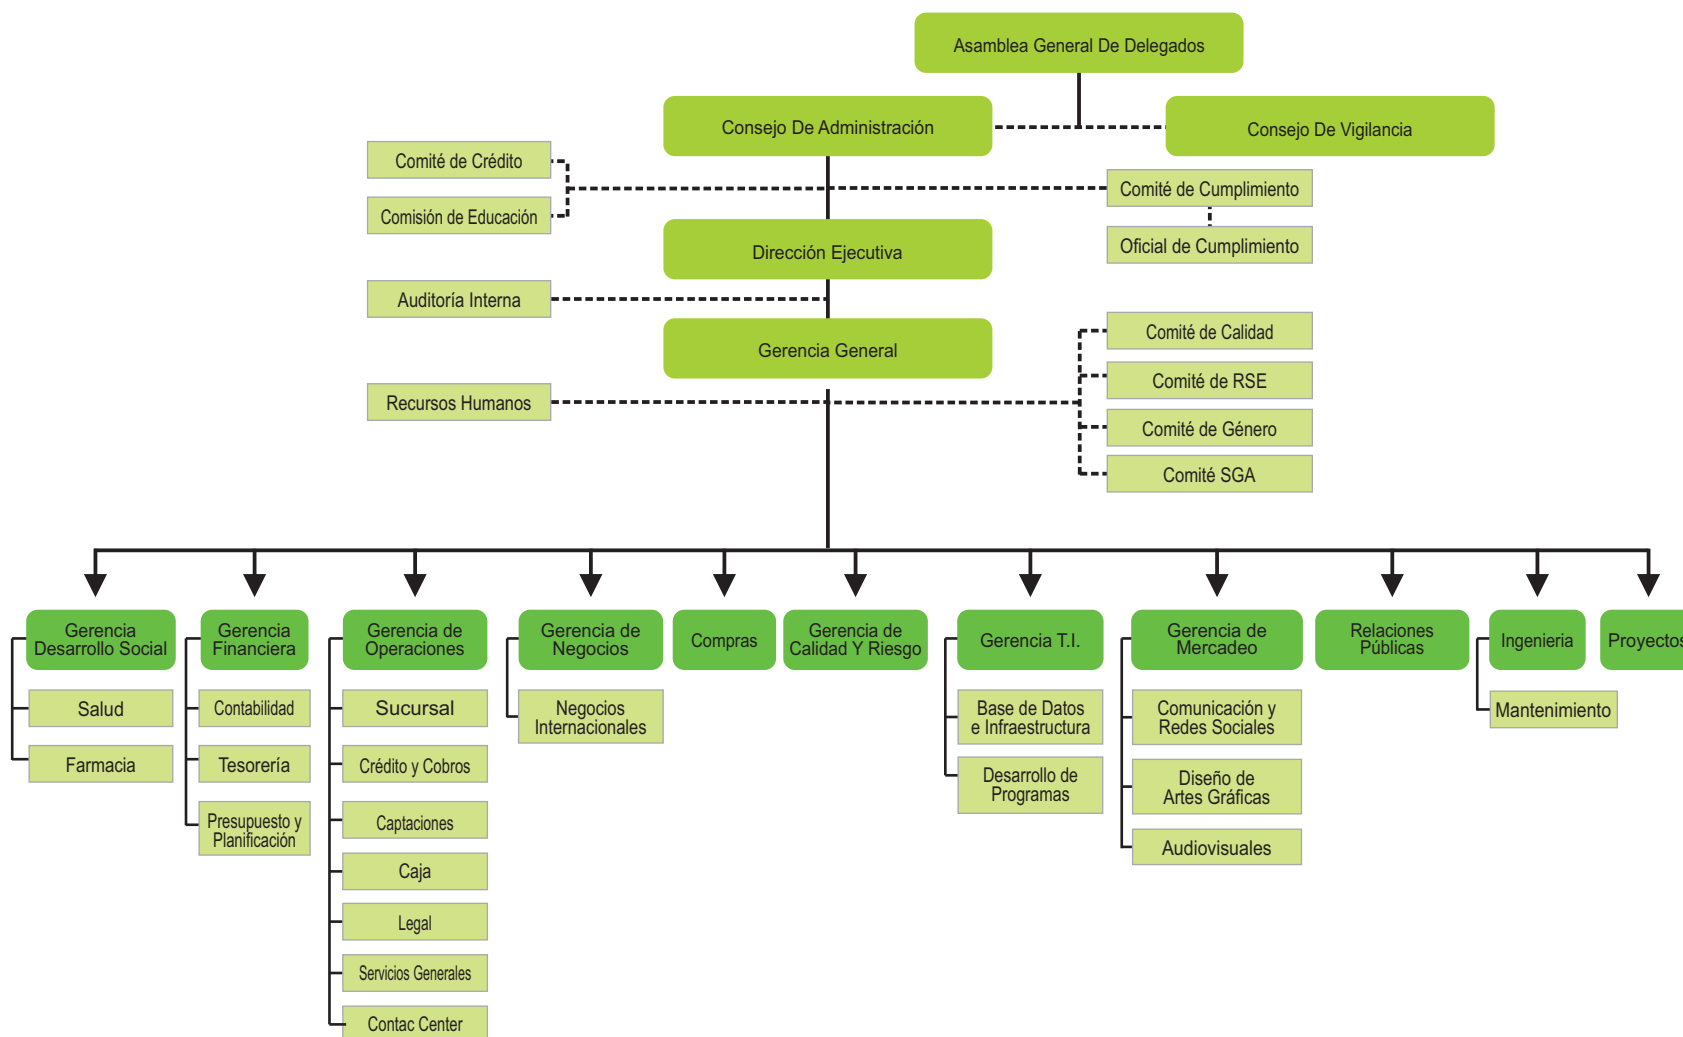 Asamblea General De Delegados
Consejo De Administración
Consejo De Vigilancia
Comité de Crédito
Comisión de Educación
Comité de Cumplimiento
Oficial de Cumplimiento
Dirección Ejecutiva
Auditoría Interna
Gerencia General
Recursos Humanos
Comité de Calidad
Comité de RSE
Comité de Género
Comité SGA
Gerencia
Desarrollo Social
Salud
Farmacia
Gerencia
Financiera
Contabilidad
Tesorería
Presupuesto y
Planificación
Gerencia de
Operaciones
Sucursal
Crédito y Cobros
Captaciones
Caja
Legal
Servicios Generales
Contac Center
Gerencia de
Negocios
Negocios
Internacionales
Compras
Gerencia de
Calidad Y Riesgo
Gerencia T.I.
Base de Datos
e Infraestructura
Desarrollo de
Programas
Gerencia de
Mercadeo
Comunicación y
Redes Sociales
Diseño de
Artes Gráficas
Audiovisuales
Relaciones
Públicas
Ingenieria
Mantenimiento
Proyectos